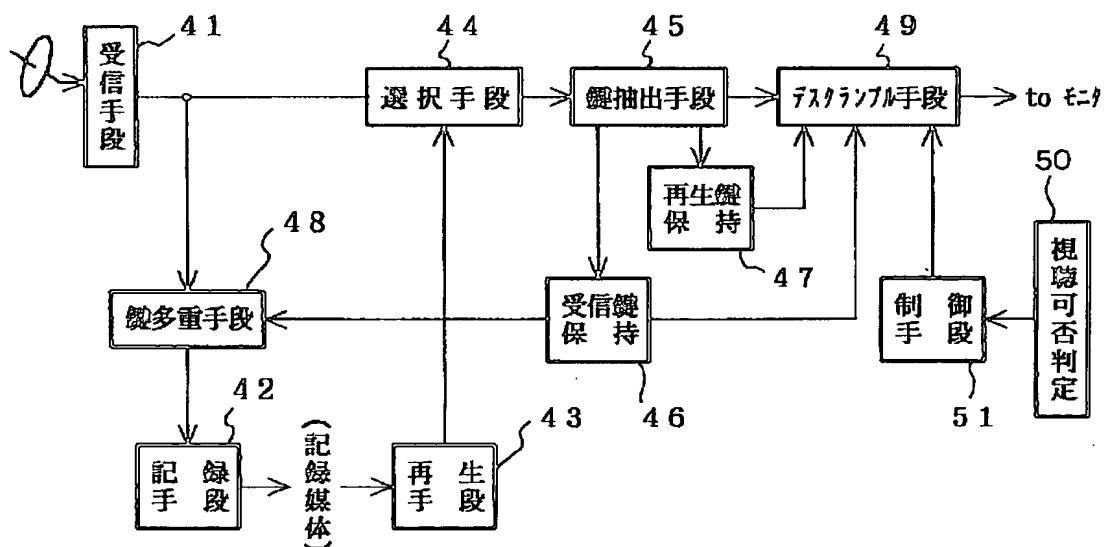 41
受信手段
44
選択手段
45
鍵抽出手段
49
デスクランブル手段
to モニタ
再生鍵
保持
47
50
視聴可否判定
48
鍵多重手段
受信鍵
保持
46
制御
手段
51
42
記録
手段
(記録媒体)
再生
手段
43